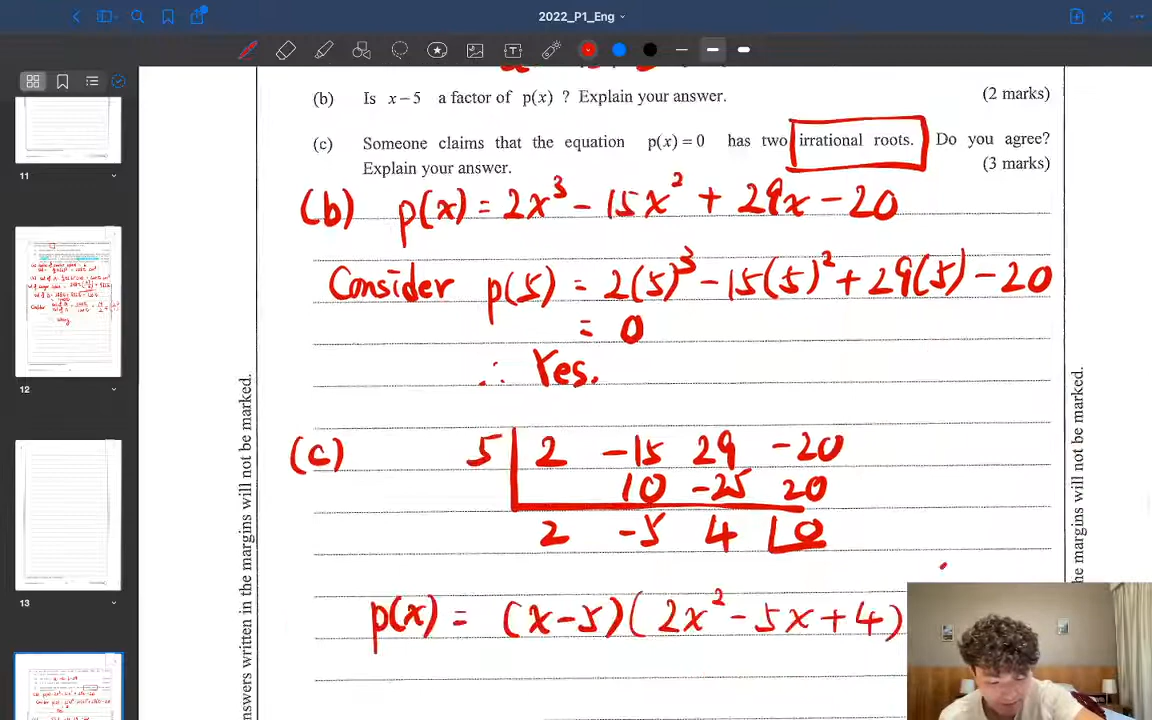 2022_P1_Eng
(b) Is x−5 a factor of p(x) ? Explain your answer. (2 marks)
(c) Someone claims that the equation p(x)=0 has two irrational roots. Do you agree?
Explain your answer. (3 marks)
(b) p(x) = 2x³ − 15x² + 29x − 20
Consider p(5) = 2(5)³ − 15(5)² + 29(5) − 20
= 0
∴ Yes.
(c) 5 | 2 −15 29 −20
10 −25 20
2 −5 4 | 0
p(x) = (x−5)(2x² − 5x + 4)
nswers written in the margins will not be marked.
he margins will not be marked.
11
12
13